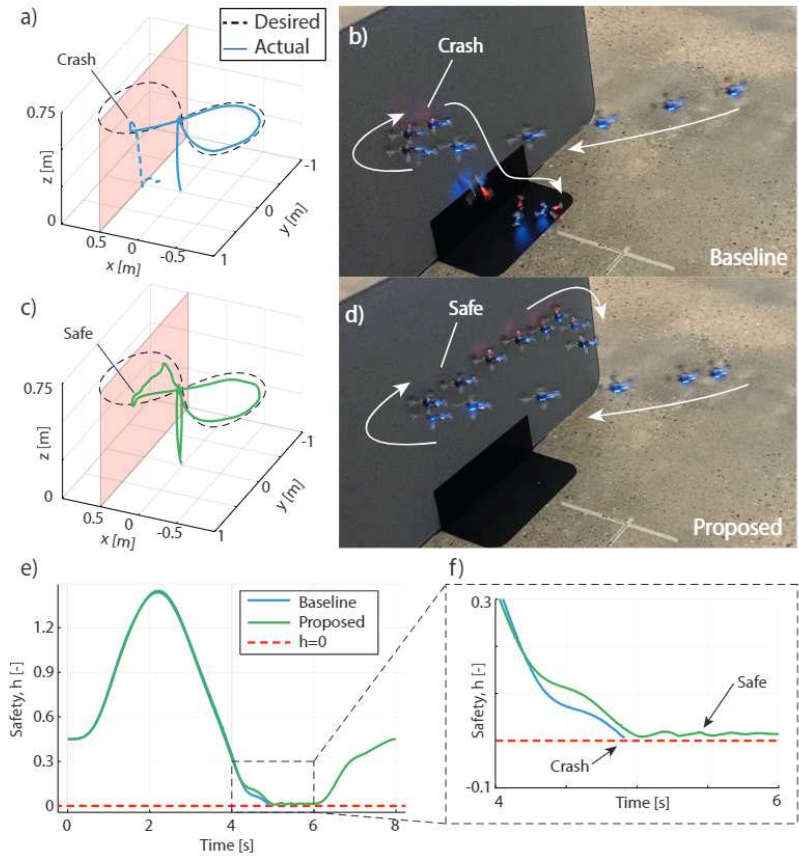 a)
Desired
Actual
Crash
0.75
z [m]
0
0.5
0
-0.5
x [m]
1
0
-1
y [m]
b)
Crash
Baseline
c)
Safe
0.75
z [m]
0
0.5
0
-0.5
x [m]
1
0
-1
y [m]
d)
Safe
Proposed
e)
Baseline
Proposed
h=0
Safety, h [-]
1.2
0.9
0.6
0.3
0
0 2 4 6 8
Time [s]
f)
0.3
Safety, h [-]
Safe
Crash
-0.1
4 6
Time [s]